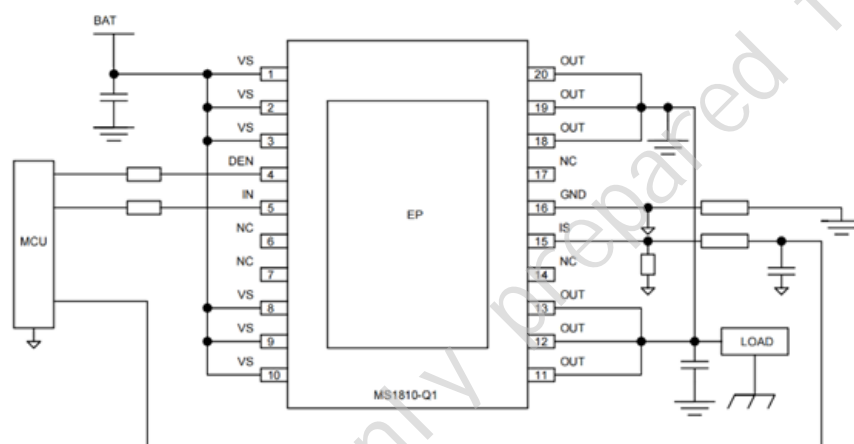 BAT
VS 1
VS 2
VS 3
DEN 4
IN 5
NC 6
NC 7
VS 8
VS 9
VS 10
MCU
EP
MS1810-Q1
OUT 20
OUT 19
OUT 18
NC 17
GND 16
IS 15
NC 14
OUT 13
OUT 12
OUT 11
LOAD
nly prepared f